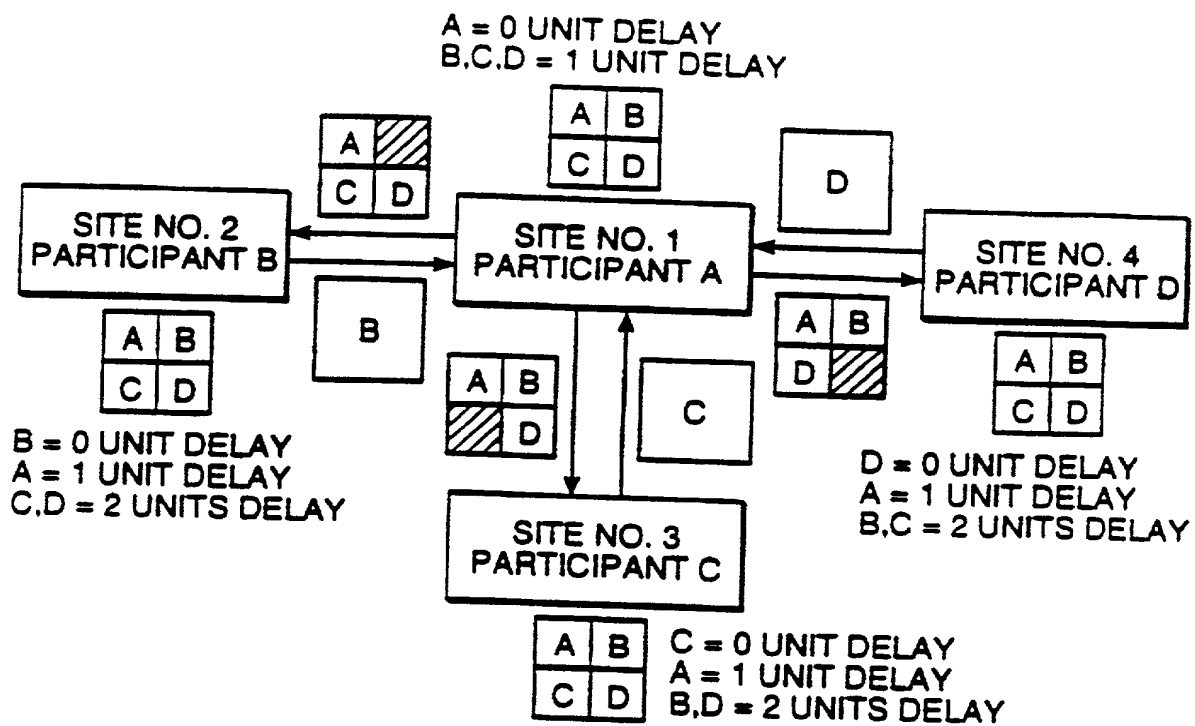 A = 0 UNIT DELAY
B,C,D = 1 UNIT DELAY
A B
C D
A
C D
D
SITE NO. 2
PARTICIPANT B
SITE NO. 1
PARTICIPANT A
SITE NO. 4
PARTICIPANT D
B
A B
C D
A B
D
C
A B
D
A B
C D
B = 0 UNIT DELAY
A = 1 UNIT DELAY
C,D = 2 UNITS DELAY
D = 0 UNIT DELAY
A = 1 UNIT DELAY
B,C = 2 UNITS DELAY
SITE NO. 3
PARTICIPANT C
A B
C D
C = 0 UNIT DELAY
A = 1 UNIT DELAY
B,D = 2 UNITS DELAY